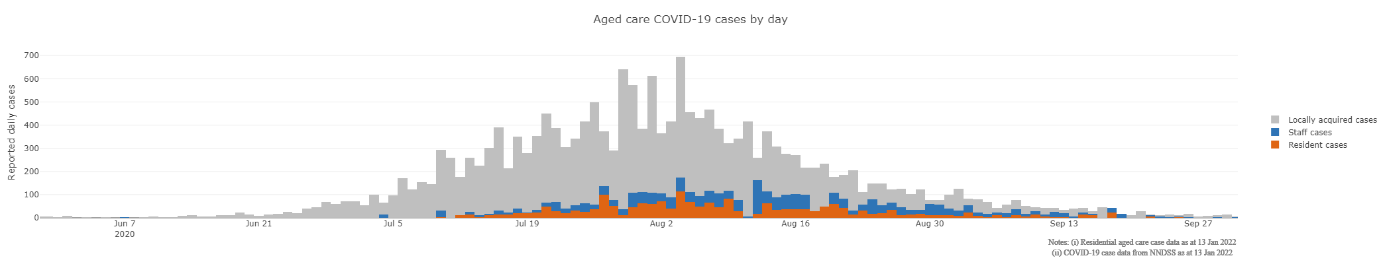 Aged care COVID-19 cases by day
Reported daily cases
700
600
500
400
300
200
100
0
Jun 7
2020
Jun 21
Jul 5
Jul 19
Aug 2
Aug 16
Aug 30
Sep 13
Sep 27
Locally acquired cases
Staff cases
Resident cases
Notes: (i) Residential aged care case data as at 13 Jan 2022
(ii) COVID-19 case data from NNDSS as at 13 Jan 2022